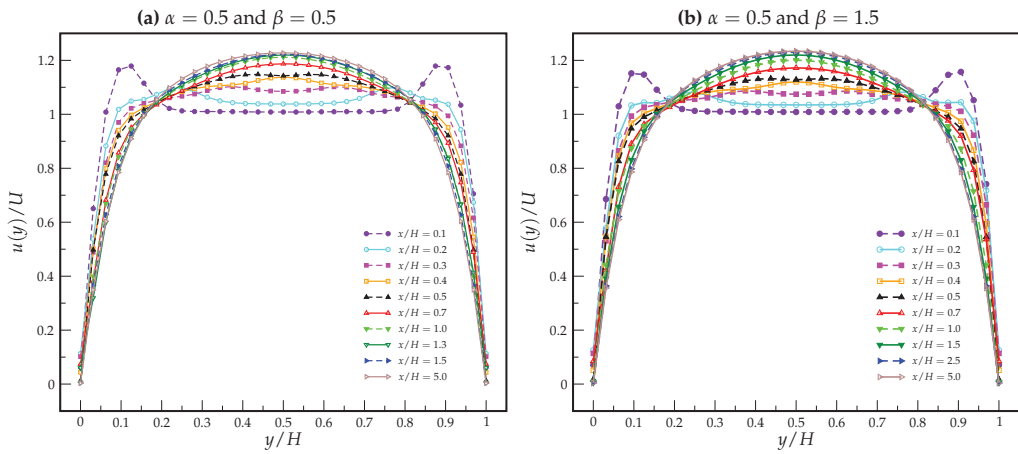 (a) α = 0.5 and β = 0.5
u(y)/U
1.2
1
0.8
0.6
0.4
0.2
0
x/H = 0.1
x/H = 0.2
x/H = 0.3
x/H = 0.4
x/H = 0.5
x/H = 0.7
x/H = 1.0
x/H = 1.3
x/H = 1.5
x/H = 5.0
0 0.1 0.2 0.3 0.4 0.5 0.6 0.7 0.8 0.9 1
y/H
(b) α = 0.5 and β = 1.5
u(y)/U
1.2
1
0.8
0.6
0.4
0.2
0
x/H = 0.1
x/H = 0.2
x/H = 0.3
x/H = 0.4
x/H = 0.5
x/H = 0.7
x/H = 1.0
x/H = 1.5
x/H = 2.5
x/H = 5.0
0 0.1 0.2 0.3 0.4 0.5 0.6 0.7 0.8 0.9 1
y/H